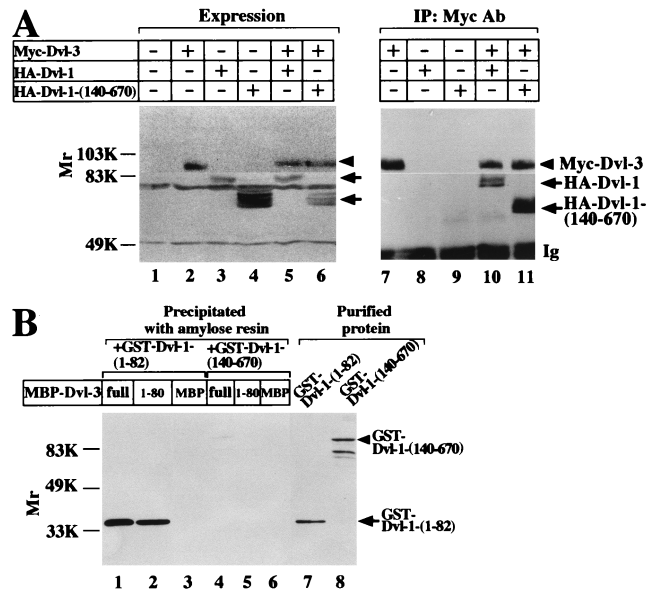 A
Expression
IP: Myc Ab
Myc-Dvl-3 - + - - + + + - - + +
HA-Dvl-1 - - + - + - - + - + -
HA-Dvl-1-(140-670) - - - + - + - - + - +
Mr
103K
83K
49K
Myc-Dvl-3
HA-Dvl-1
HA-Dvl-1-
(140-670)
Ig
1 2 3 4 5 6 7 8 9 10 11
B
Precipitated
with amylose resin
Purified
protein
+GST-Dvl-1-
(1-82)
+GST-Dvl-1-
(140-670)
GST-
Dvl-1-(1-82)
GST-
Dvl-1-(140-670)
MBP-Dvl-3 full 1-80 MBP full 1-80 MBP
Mr
83K
49K
33K
GST-
Dvl-1-(140-670)
GST-
Dvl-1-(1-82)
1 2 3 4 5 6 7 8